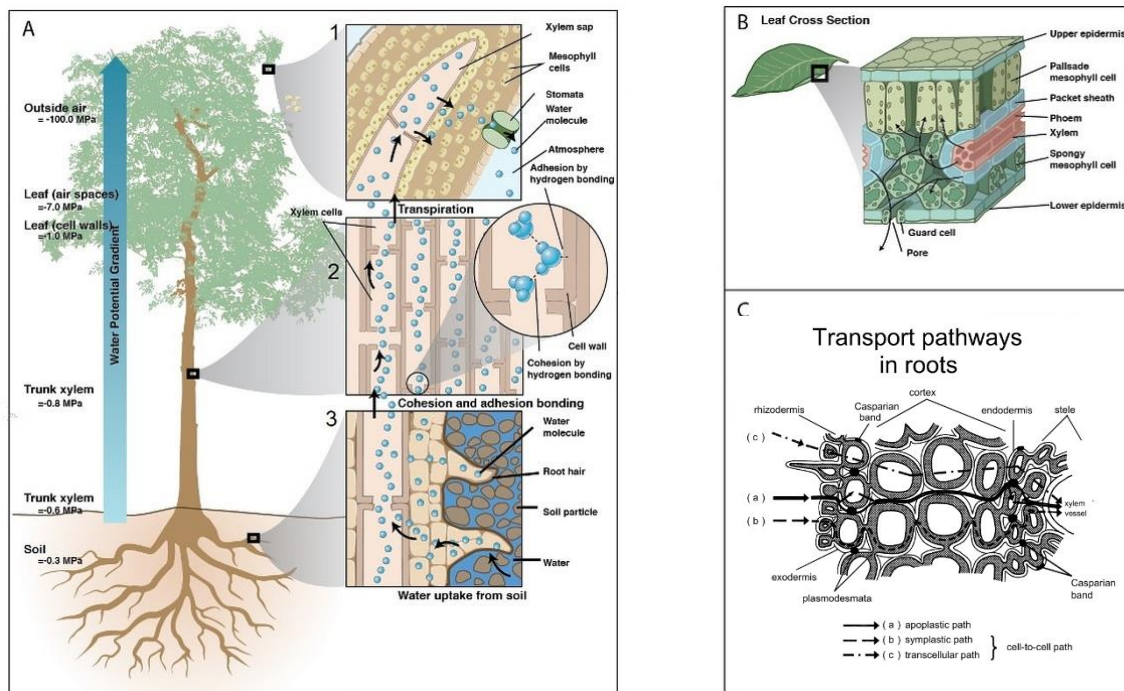 A
Outside air
= -100.0 MPa
Leaf (air spaces)
=-7.0 MPa
Leaf (cell walls)
=-1.0 MPa
Water Potential Gradient
Trunk xylem
=-0.8 MPa
Trunk xylem
=-0.6 MPa
Soil
=-0.3 MPa
1
Xylem sap
Mesophyll
cells
Stomata
Water
molecule
Atmosphere
Adhesion by
hydrogen bonding
Transpiration
Xylem cells
2
Cell wall
Cohesion by
hydrogen bonding
Cohesion and adhesion bonding
3
Water
molecule
Root hair
Soil particle
Water
Water uptake from soil
B
Leaf Cross Section
Upper epidermis
Pallsade
mesophyll cell
Packet sheath
Phoem
Xylem
Spongy
mesophyll cell
Lower epidermis
Guard cell
Pore
C
Transport pathways
in roots
cortex
rhizodermis
Casparian
band
endodermis
stele
( c )
(a)
( b )
xylem
vessel
exodermis
plasmodesmata
Casparian
band
( a ) apoplastic path
( b ) symplastic path
( c ) transcellular path
cell-to-cell path